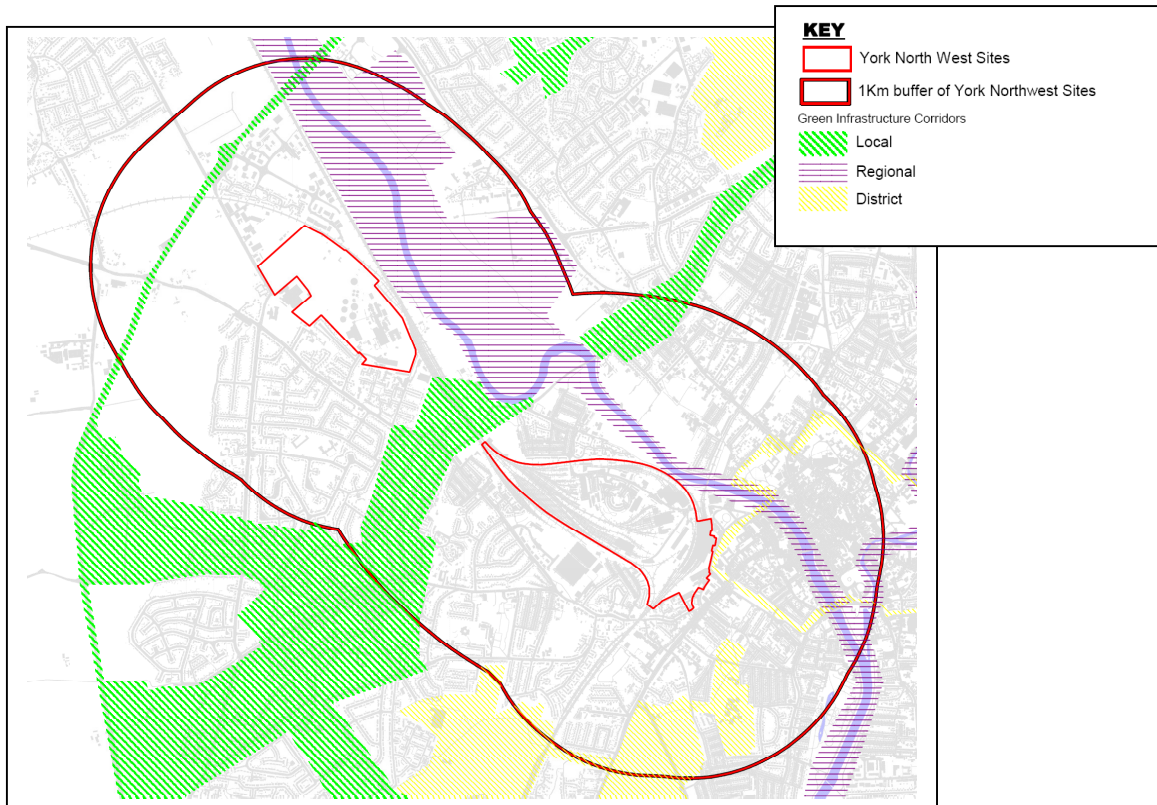 KEY
York North West Sites
1Km buffer of York Northwest Sites
Green Infrastructure Corridors
Local
Regional
District